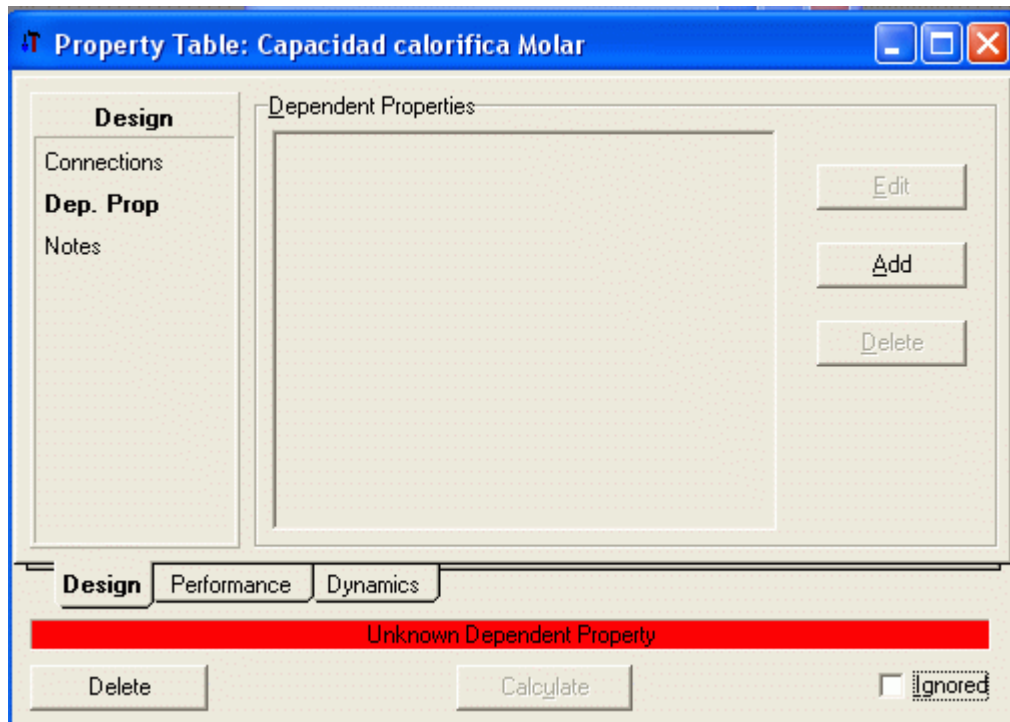 Property Table: Capacidad calorifica Molar
Design
Connections
Dep. Prop
Notes
Dependent Properties
Edit
Add
Delete
Design Performance Dynamics
Unknown Dependent Property
Delete Calculate Ignored